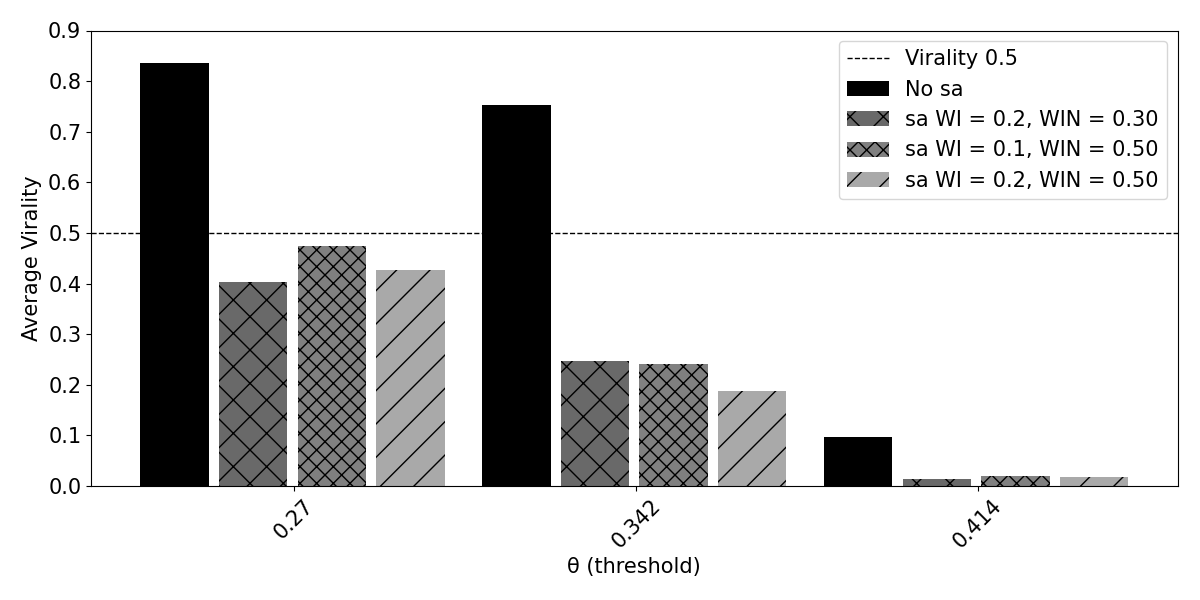 0.9
0.8
0.7
0.6
0.5
0.4
0.3
0.2
0.1
0.0
Average Virality
Virality 0.5
No sa
sa WI = 0.2, WIN = 0.30
sa WI = 0.1, WIN = 0.50
sa WI = 0.2, WIN = 0.50
0.27
0.342
0.414
θ (threshold)